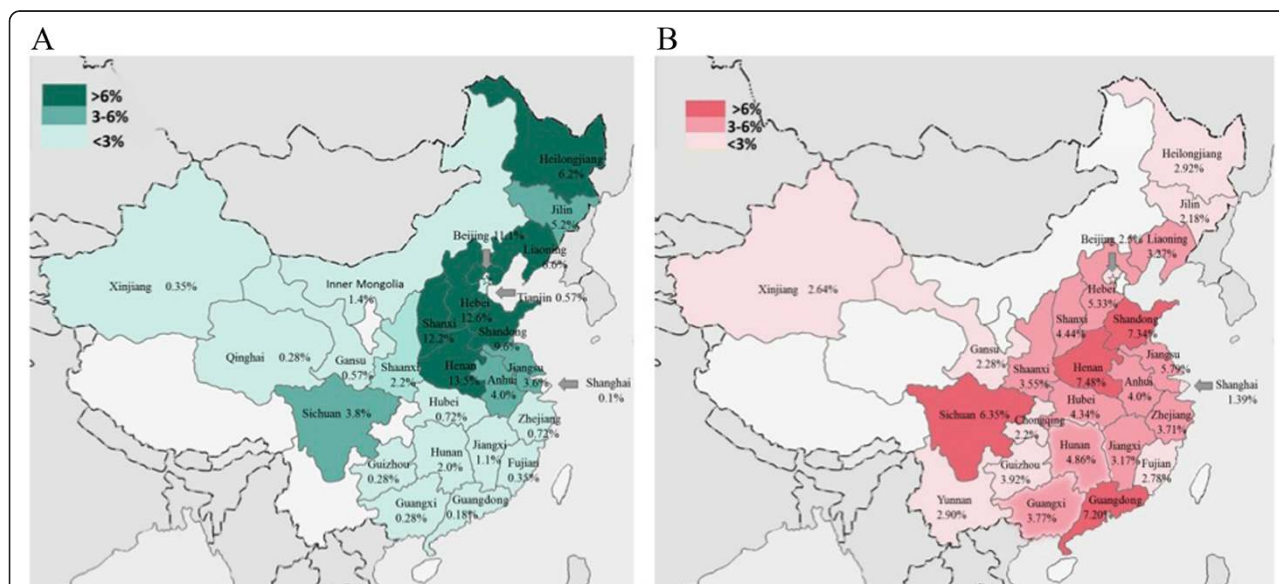 A
>6%
3-6%
<3%
Heilongjiang
6.2%
Jilin
5.2%
Beijing 11.1%
Liaoning
6.6%
Inner Mongolia
1.4%
Tianjin 0.57%
Xinjiang 0.35%
Hebei
12.6%
Shanxi
12.2%
Shandong
9.6%
Qinghai 0.28%
Gansu
0.57%
Shaanxi
2.2%
Henan
13.5%
Jiangsu
3.6%
Anhui
4.0%
Shanghai
0.1%
Sichuan 3.8%
Hubei
0.72%
Zhejiang
0.72%
Hunan
2.0%
Jiangxi
1.1%
Fujian
0.35%
Guizhou
0.28%
Guangxi
0.28%
Guangdong
0.18%
B
>6%
3-6%
<3%
Heilongjiang
2.92%
Jilin
2.18%
Beijing 2.5%
Liaoning
3.27%
Xinjiang 2.64%
Hebei
5.33%
Shanxi
4.44%
Shandong
7.34%
Gansu
2.28%
Shaanxi
3.55%
Henan
7.48%
Jiangsu
5.79%
Anhui
4.0%
Shanghai
1.39%
Sichuan 6.35%
Hubei
4.34%
Chongqing
2.2%
Zhejiang
3.71%
Hunan
4.86%
Jiangxi
3.17%
Fujian
2.78%
Guizhou
3.92%
Yunnan
2.90%
Guangxi
3.77%
Guangdong
7.20%